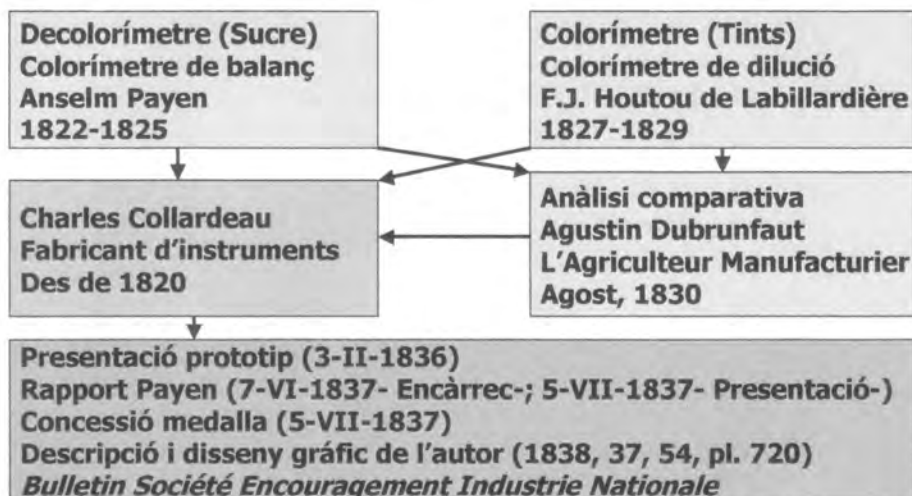 Decolorímetre (Sucre)
Colorímetre de balanç
Anselm Payen
1822-1825
Colorímetre (Tints)
Colorímetre de dilució
F.J. Houtou de Labillardière
1827-1829
Charles Collardeau
Fabricant d'instruments
Des de 1820
Anàlisi comparativa
Agustin Dubrunfaut
L'Agriculteur Manufacturier
Agost, 1830
Presentació prototip (3-II-1836)
Rapport Payen (7-VI-1837- Encàrrec-; 5-VII-1837- Presentació-)
Concessió medalla (5-VII-1837)
Descripció i disseny gráfic de l'autor (1838, 37, 54, pl. 720)
Bulletin Société Encouragement Industrie Nationale